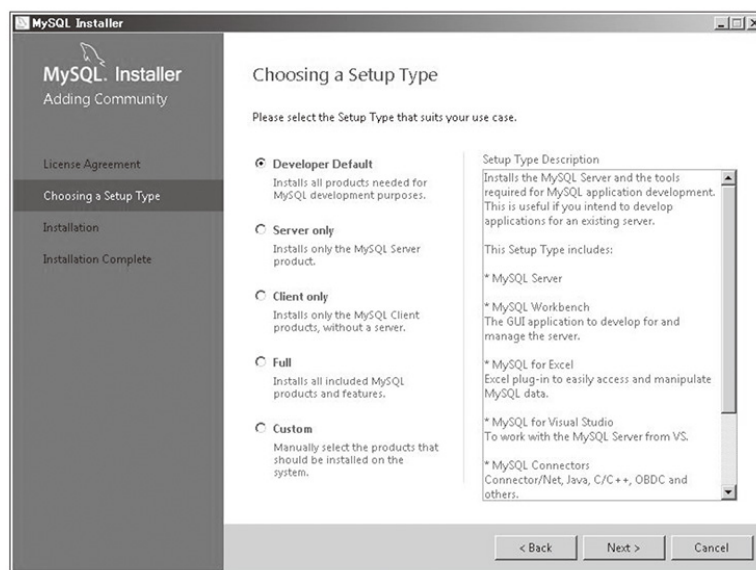 MySQL Installer
MySQL. Installer
Adding Community
License Agreement
Choosing a Setup Type
Installation
Installation Complete
Choosing a Setup Type
Please select the Setup Type that suits your use case.
Developer Default
Installs all products needed for
MySQL development purposes.
Server only
Installs only the MySQL Server
product.
Client only
Installs only the MySQL Client
products, without a server.
Full
Installs all included MySQL
products and features.
Custom
Manually select the products that
should be installed on the
system.
Setup Type Description
Installs the MySQL Server and the tools
required for MySQL application development.
This is useful if you intend to develop
applications for an existing server.
This Setup Type includes:
* MySQL Server
* MySQL Workbench
The GUI application to develop for and
manage the server.
* MySQL for Excel
Excel plug-in to easily access and manipulate
MySQL data.
* MySQL for Visual Studio
To work with the MySQL Server from VS.
* MySQL Connectors
Connector/Net, Java, C/C++, OBDC and
others.
< Back
Next >
Cancel